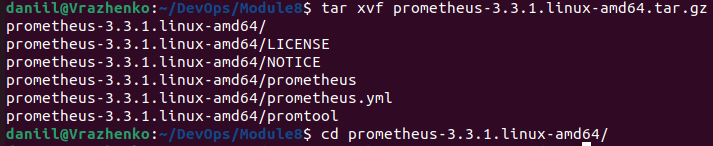 daniil@Vrazhenko:~/DevOps/Module8$ tar xvf prometheus-3.3.1.linux-amd64.tar.gz
prometheus-3.3.1.linux-amd64/
prometheus-3.3.1.linux-amd64/LICENSE
prometheus-3.3.1.linux-amd64/NOTICE
prometheus-3.3.1.linux-amd64/prometheus
prometheus-3.3.1.linux-amd64/prometheus.yml
prometheus-3.3.1.linux-amd64/promtool
daniil@Vrazhenko:~/DevOps/Module8$ cd prometheus-3.3.1.linux-amd64/